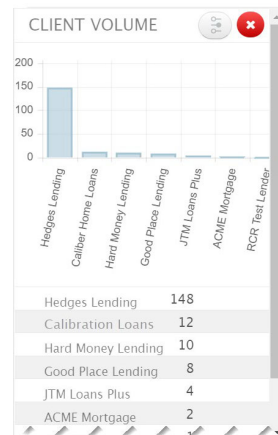 CLIENT VOLUME
200
150
100
50
0
Hedges Lending
Caliber Home Loans
Hard Money Lending
Good Place Lending
JTM Loans Plus
ACME Mortgage
RCR Test Lender
Hedges Lending 148
Calibration Loans 12
Hard Money Lending 10
Good Place Lending 8
JTM Loans Plus 4
ACME Mortgage 2